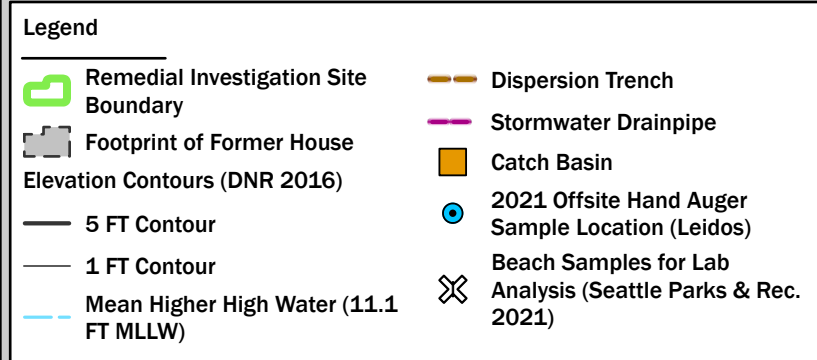 Legend
Remedial Investigation Site
Boundary
Footprint of Former House
Elevation Contours (DNR 2016)
5 FT Contour
1 FT Contour
Mean Higher High Water (11.1
FT MLLW)
Dispersion Trench
Stormwater Drainpipe
Catch Basin
2021 Offsite Hand Auger
Sample Location (Leidos)
Beach Samples for Lab
Analysis (Seattle Parks & Rec.
2021)